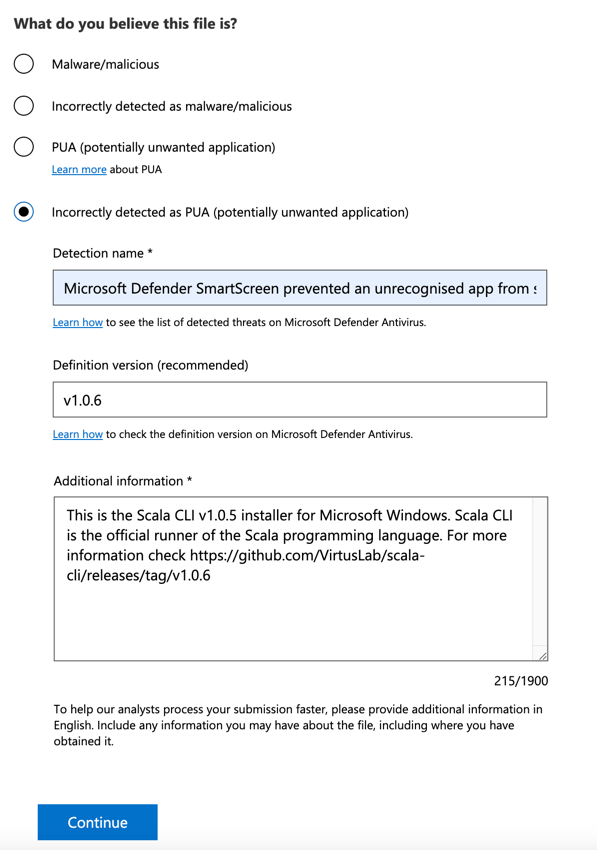 What do you believe this file is?
Malware/malicious
Incorrectly detected as malware/malicious
PUA (potentially unwanted application)
Learn more about PUA
Incorrectly detected as PUA (potentially unwanted application)
Detection name *
Microsoft Defender SmartScreen prevented an unrecognised app from
Learn how to see the list of detected threats on Microsoft Defender Antivirus.
Definition version (recommended)
v1.0.6
Learn how to check the definition version on Microsoft Defender Antivirus.
Additional information *
This is the Scala CLI v1.0.5 installer for Microsoft Windows. Scala CLI
is the official runner of the Scala programming language. For more
information check https://github.com/VirtusLab/scala-
cli/releases/tag/v1.0.6
215/1900
To help our analysts process your submission faster, please provide additional information in
English. Include any information you may have about the file, including where you have
obtained it.
Continue